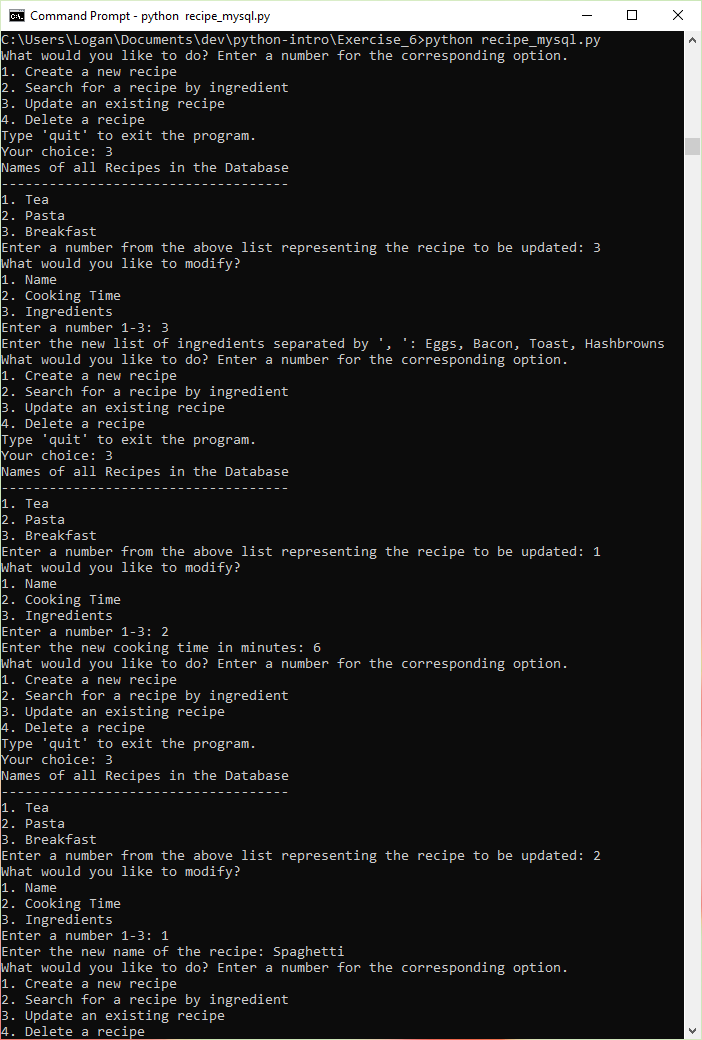 Command Prompt - python  recipe_mysql.py
C:\Users\Logan\Documents\dev\python-intro\Exercise_6>python recipe_mysql.py
What would you like to do? Enter a number for the corresponding option.
1. Create a new recipe
2. Search for a recipe by ingredient
3. Update an existing recipe
4. Delete a recipe
Type 'quit' to exit the program.
Your choice: 3
Names of all Recipes in the Database
------------------------------------
1. Tea
2. Pasta
3. Breakfast
Enter a number from the above list representing the recipe to be updated: 3
What would you like to modify?
1. Name
2. Cooking Time
3. Ingredients
Enter a number 1-3: 3
Enter the new list of ingredients separated by ', ': Eggs, Bacon, Toast, Hashbrowns
What would you like to do? Enter a number for the corresponding option.
1. Create a new recipe
2. Search for a recipe by ingredient
3. Update an existing recipe
4. Delete a recipe
Type 'quit' to exit the program.
Your choice: 3
Names of all Recipes in the Database
------------------------------------
1. Tea
2. Pasta
3. Breakfast
Enter a number from the above list representing the recipe to be updated: 1
What would you like to modify?
1. Name
2. Cooking Time
3. Ingredients
Enter a number 1-3: 2
Enter the new cooking time in minutes: 6
What would you like to do? Enter a number for the corresponding option.
1. Create a new recipe
2. Search for a recipe by ingredient
3. Update an existing recipe
4. Delete a recipe
Type 'quit' to exit the program.
Your choice: 3
Names of all Recipes in the Database
------------------------------------
1. Tea
2. Pasta
3. Breakfast
Enter a number from the above list representing the recipe to be updated: 2
What would you like to modify?
1. Name
2. Cooking Time
3. Ingredients
Enter a number 1-3: 1
Enter the new name of the recipe: Spaghetti
What would you like to do? Enter a number for the corresponding option.
1. Create a new recipe
2. Search for a recipe by ingredient
3. Update an existing recipe
4. Delete a recipe